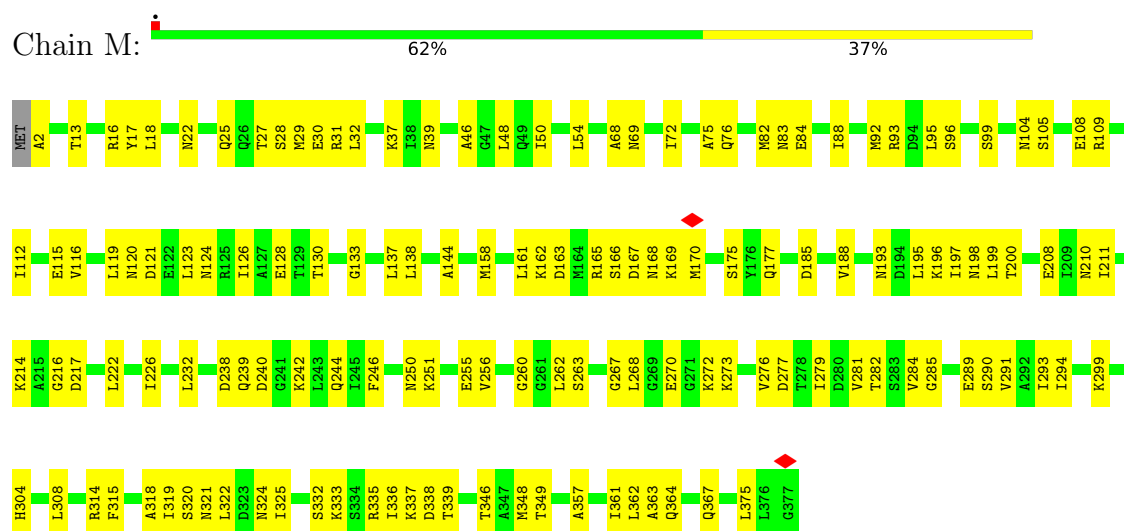 Chain M:
62% 37%
MET A2 T13 R16 Y17 L18 N22 Q25 Q26 T27 S28 M29 E30 R31 L32 K37 I38 N39 A46 G47 L48 Q49 I50 L54 A68 N69 I72 A75 Q76 M82 N83 E84 I88 M92 R93 D94 L95 S96 S99 N104 S105 E108 R109
I112 E115 V116 L119 N120 D121 E122 L123 N124 R125 I126 A127 E128 T129 T130 G133 L137 L138 A144 M158 L161 K162 D163 M164 R165 S166 D167 N168 K169 M170 S175 Y176 Q177 D185 V188 N193 D194 L195 K196 I197 N198 L199 T200 E208 I209 N210 I211
K214 A215 G216 D217 L222 I226 L232 D238 Q239 D240 G241 K242 L243 Q244 I245 F246 N250 K251 E255 V256 G260 G261 L262 S263 G267 L268 G269 E270 G271 K272 K273 V276 D277 T278 I279 D280 V281 T282 S283 V284 G285 E289 S290 V291 A292 I293 I294 K299
H304 L308 R314 F315 A318 I319 S320 N321 L322 D323 N324 I325 S332 K333 S334 R335 I336 K337 D338 T339 T346 A347 M348 T349 A357 I361 L362 A363 Q364 Q367 L375 L376 G377